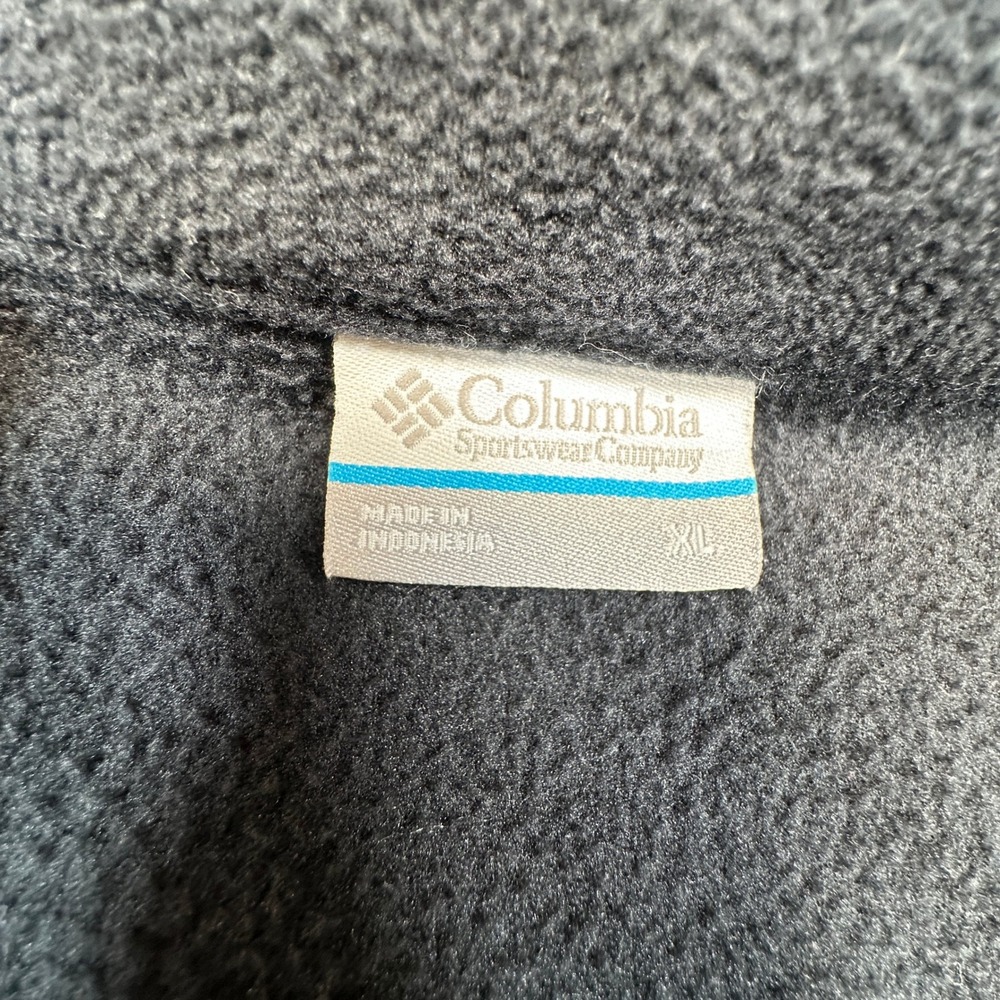 Columbia
Sportswear Company
MADE IN
INDONESIA
XL